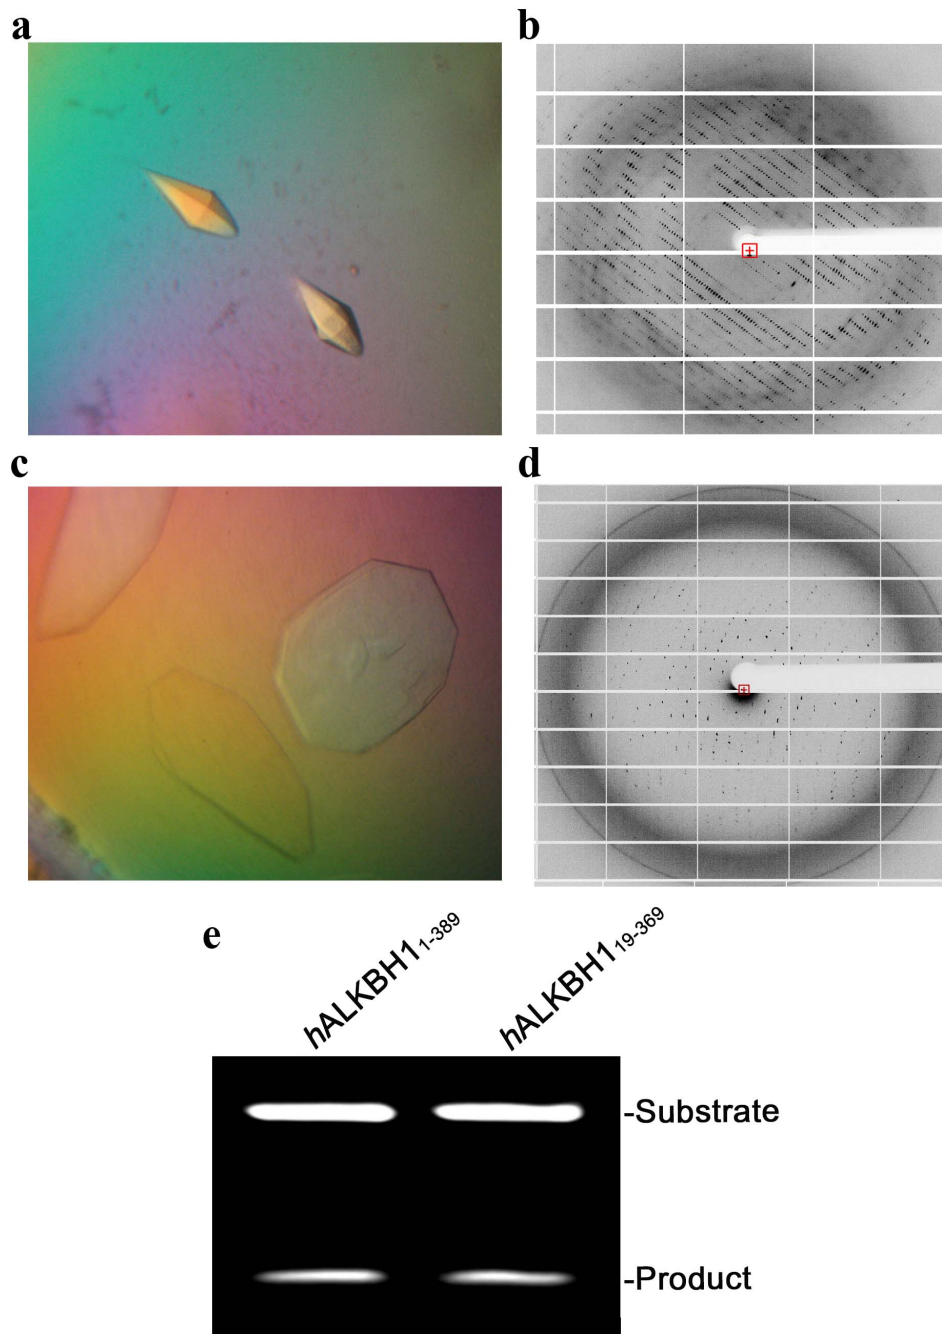 a
b
c
d
e
hALKBH1₁₋₃₈₉
hALKBH1₁₉₋₃₆₉
-Substrate
-Product